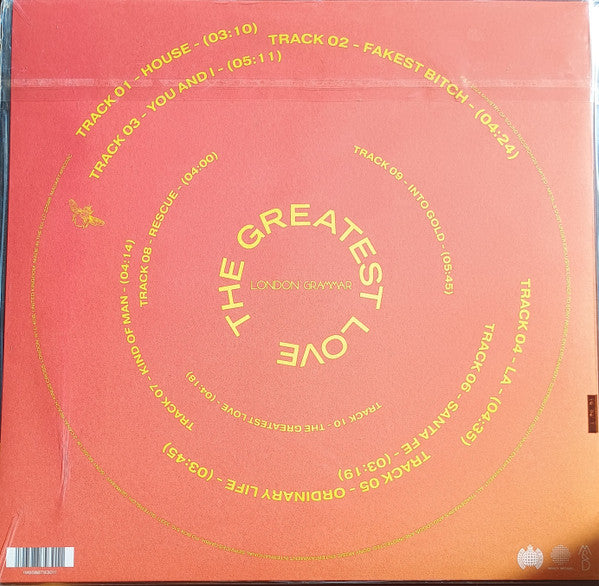 TRACK 01 - HOUSE - (03:10)
TRACK 02 - FAKEST BITCH - (04:24)
TRACK 03 - YOU AND I - (05:11)
TRACK 04 - LA - (04:35)
TRACK 05 - ORDINARY LIFE - (03:45)
TRACK 06 - SANTA FE - (03:19)
TRACK 07 - KIND OF MAN - (04:14)
TRACK 08 - RESCUE - (04:00)
TRACK 09 - INTO GOLD - (05:45)
TRACK 10 - THE GREATEST LOVE - (04:18)
THE GREATEST LOVE
LONDON GRAMMAR